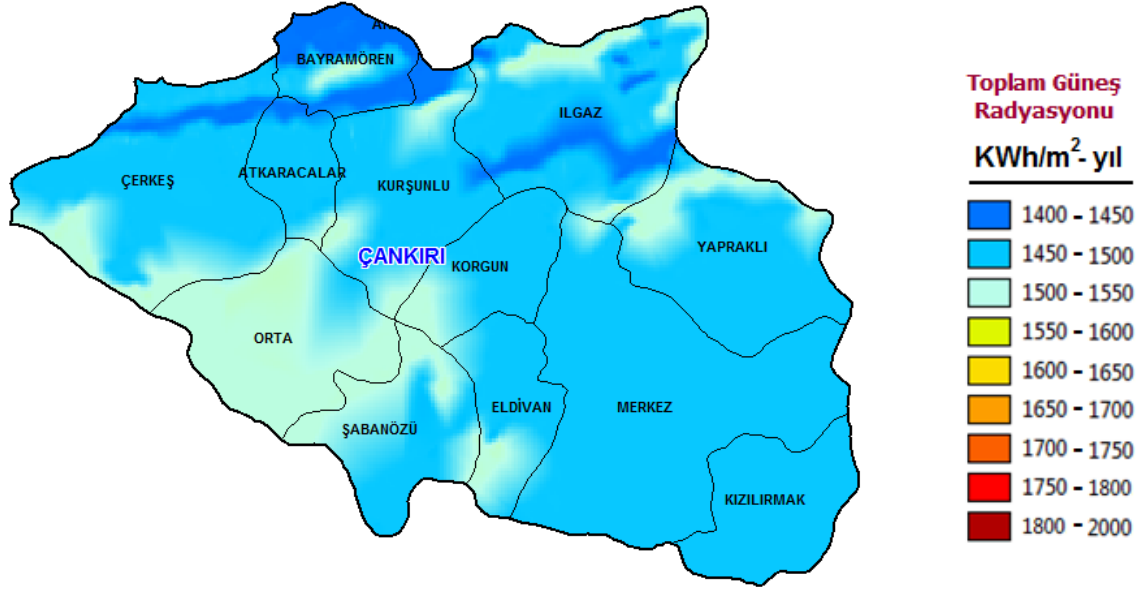 BAYRAMÖREN
ILGAZ
ÇERKEŞ
ATKARACALAR
KURŞUNLU
YAPRAKLI
ÇANKIRI
KORGUN
ORTA
ELDİVAN
MERKEZ
ŞABANÖZÜ
KIZILIRMAK
Toplam Güneş
Radyasyonu
KWh/m²- yıl
1400 - 1450
1450 - 1500
1500 - 1550
1550 - 1600
1600 - 1650
1650 - 1700
1700 - 1750
1750 - 1800
1800 - 2000